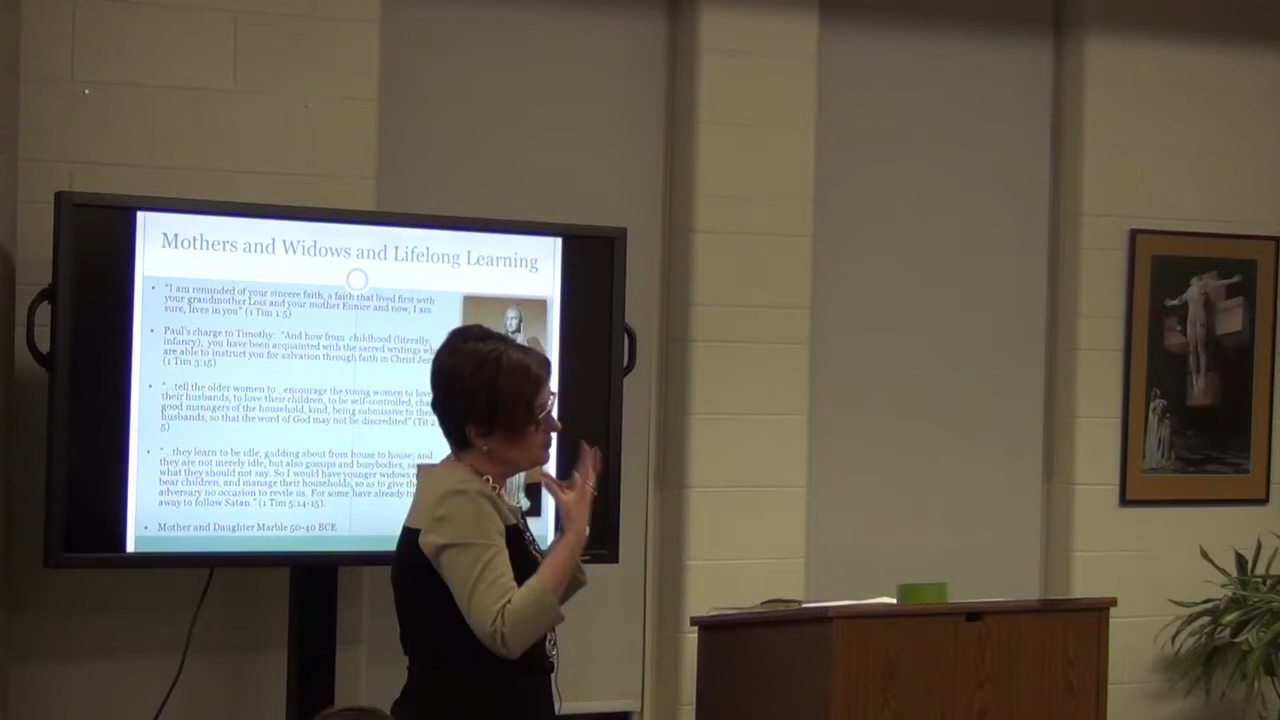 Mothers and Widows and Lifelong Learning
• "I am reminded of your sincere faith, a faith that lived first with
your grandmother Lois and your mother Eunice and now, I am
sure, lives in you" (1 Tim 1:5)
• Paul's charge to Timothy: "And how from childhood (literally
infancy), you have been acquainted with the sacred writings
are able to instruct you for salvation through faith in Christ
(1 Tim 3:15)
• "...tell the older women to...encourage the young women to love
their husbands, to love their children, to be self-controlled,
good managers of the household, kind, being submissive to
husbands, so that the word of God may not be discredited" (Tit
5)
• "...they learn to be idle, gadding about from house to house; and
they are not merely idle, but also gossips and busybodies,
what they should not say. So I would have younger widows
bear children, and manage their households, so as to give
adversary no occasion to revile us. For some have already
away to follow Satan." (1 Tim 5:14-15).
• Mother and Daughter Marble 50-40 BCE